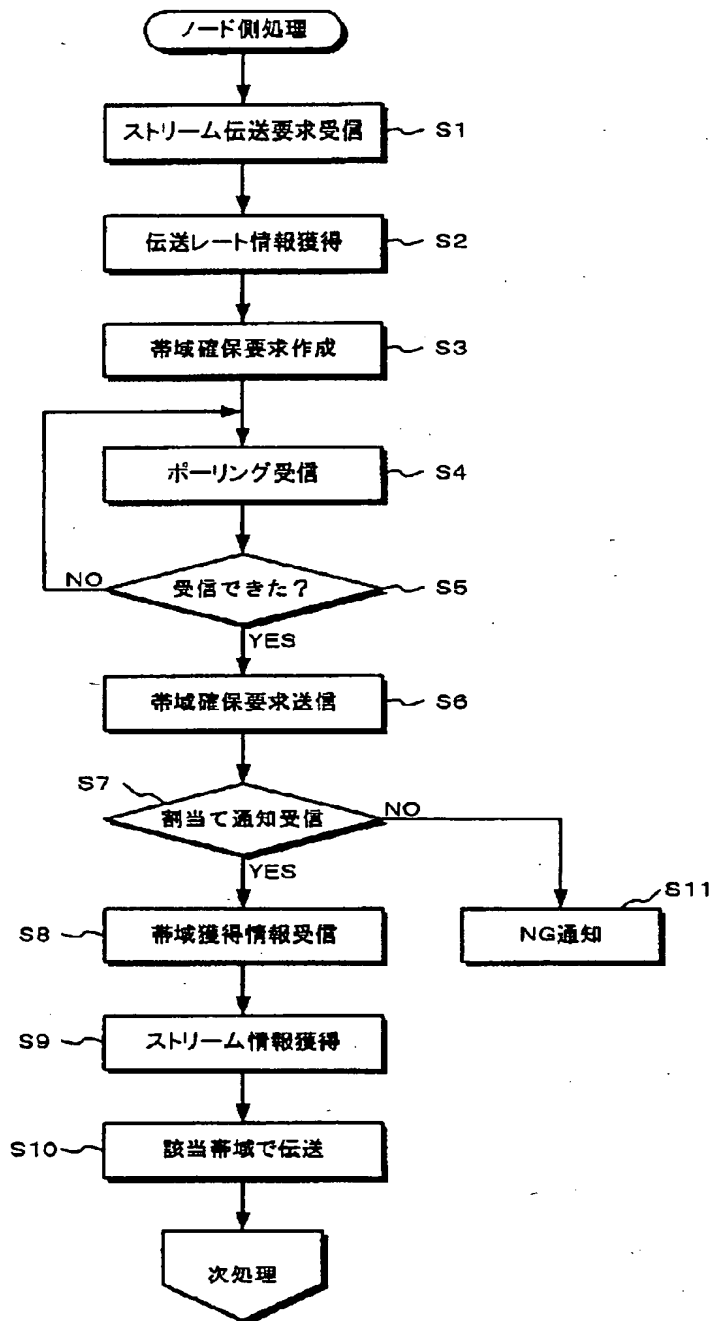 ノード側処理
ストリーム伝送要求受信 S1
伝送レート情報獲得 S2
帯域確保要求作成 S3
ポーリング受信 S4
受信できた? S5
NO
YES
帯域確保要求送信 S6
S7
割当て通知受信
NO
YES
S8 帯域獲得情報受信
S11
NG通知
S9 ストリーム情報獲得
S10 該当帯域で伝送
次処理